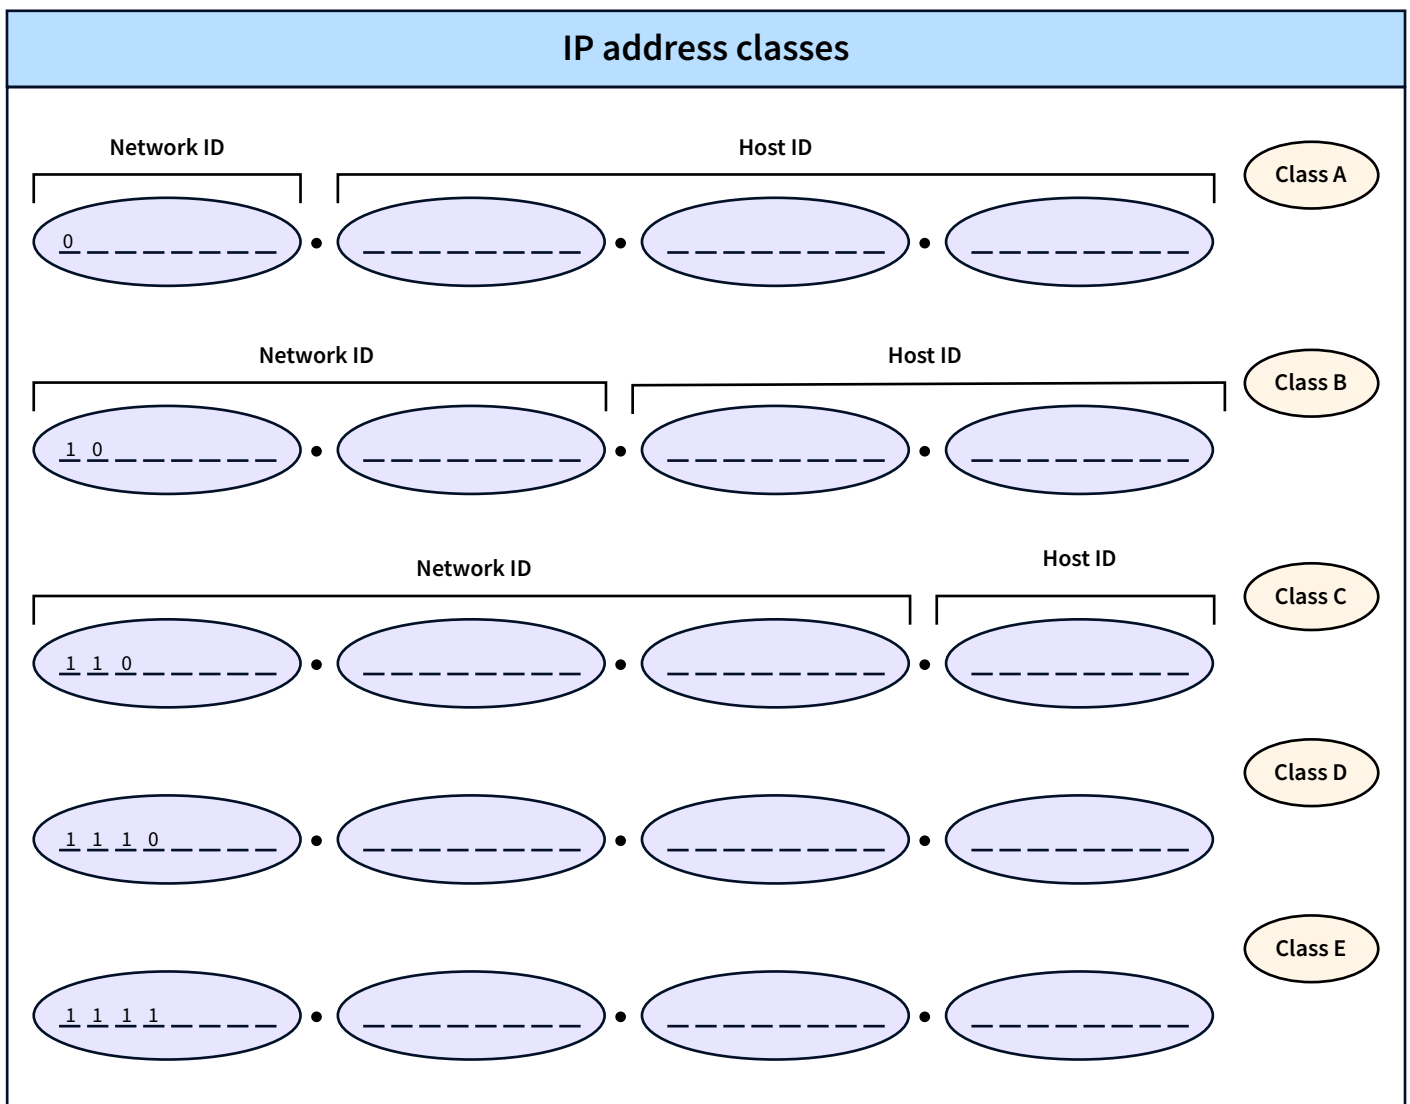 IP address classes
Network ID Host ID Class A
0
Network ID Host ID Class B
1 0
Network ID Host ID Class C
1 1 0
Class D
1 1 1 0
Class E
1 1 1 1